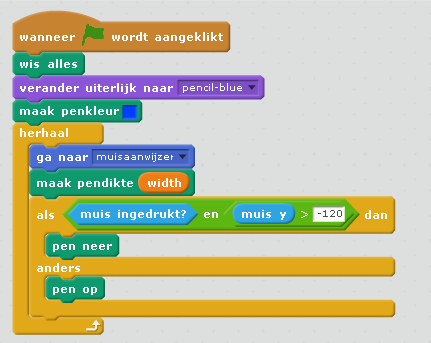 wanneer wordt aangeklikt
wis alles
verander uiterlijk naar pencil-blue
maak penkleur
herhaal
ga naar muisaanwijzer
maak pendikte width
als muis ingedrukt? en muis y > -120 dan
pen neer
anders
pen op